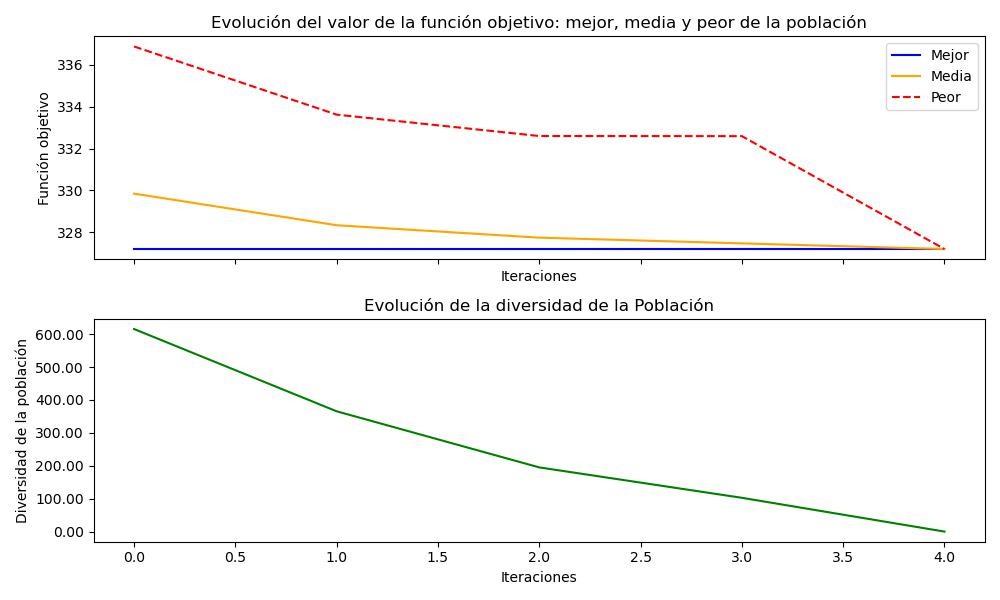 Evolución del valor de la función objetivo: mejor, media y peor de la población
Función objetivo
336
334
332
330
328
Mejor
Media
Peor
Iteraciones
Evolución de la diversidad de la Población
Diversidad de la población
600.00
500.00
400.00
300.00
200.00
100.00
0.00
0.0 0.5 1.0 1.5 2.0 2.5 3.0 3.5 4.0
Iteraciones